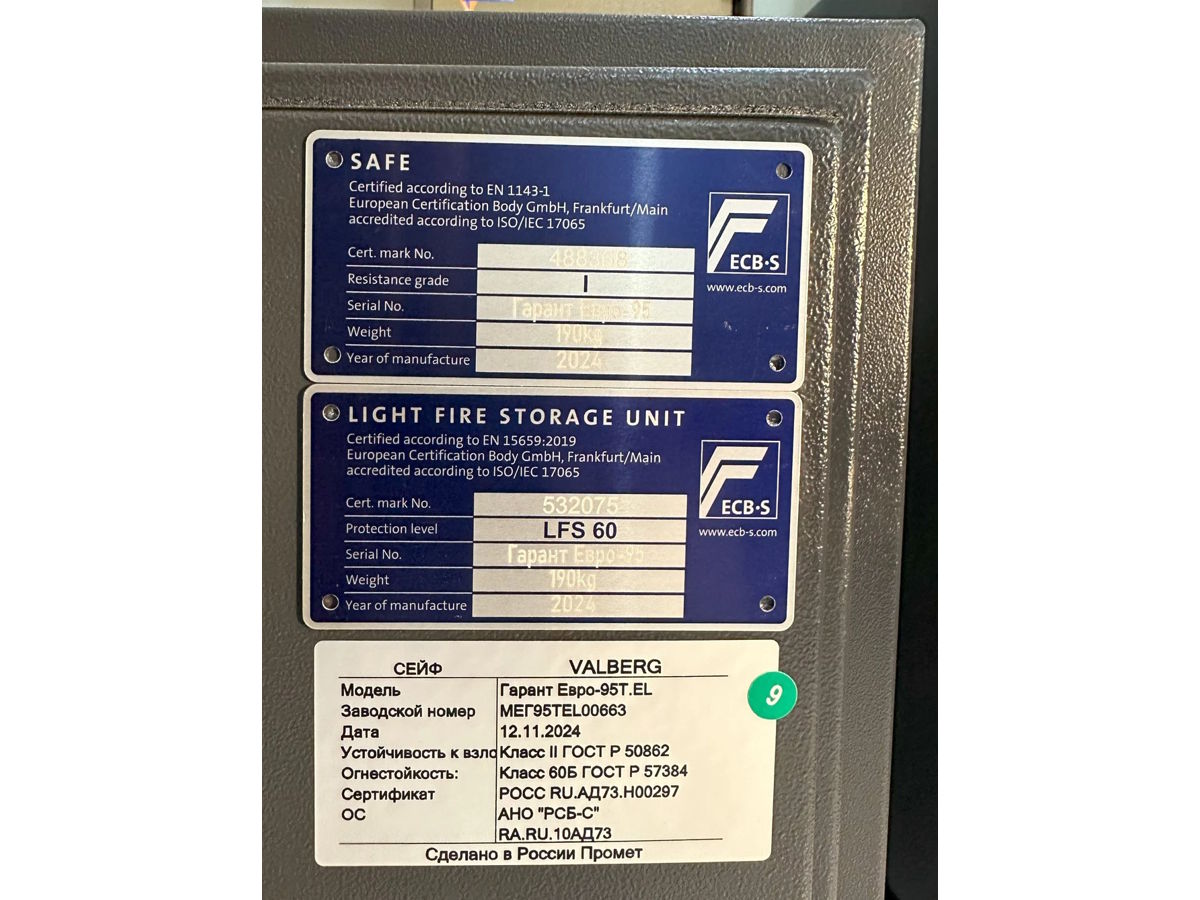 SAFE
Certified according to EN 1143-1
European Certification Body GmbH, Frankfurt/Main
accredited according to ISO/IEC 17065
ECB·S
www.ecb-s.com
Cert. mark No.
Resistance grade I
Serial No. Гарант Евро-95
Weight 190kg
Year of manufacture 2024
LIGHT FIRE STORAGE UNIT
Certified according to EN 15659:2019
European Certification Body GmbH, Frankfurt/Main
accredited according to ISO/IEC 17065
ECB·S
www.ecb-s.com
Cert. mark No. 532075
Protection level LFS 60
Serial No. Гарант Евро-95
Weight 190kg
Year of manufacture 2024
СЕЙФ VALBERG
Модель Гарант Евро-95T.EL
Заводской номер МЕГ95TEL00663
Дата 12.11.2024
Устойчивость к взло Класс II ГОСТ Р 50862
Огнестойкость: Класс 60Б ГОСТ Р 57384
Сертификат РОСС RU.АД73.Н00297
ОС АНО "РСБ-С"
RA.RU.10АД73
Сделано в России Промет
9